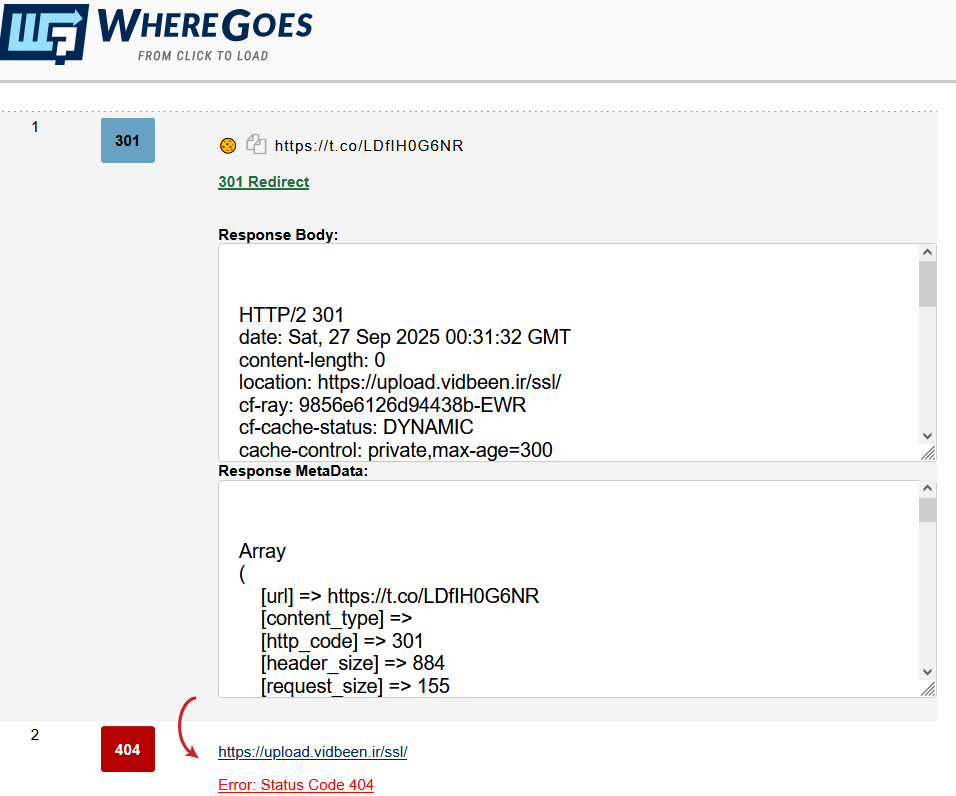 WHEREGOES
FROM CLICK TO LOAD
1
301
https://t.co/LDfIH0G6NR
301 Redirect
Response Body:
HTTP/2 301
date: Sat, 27 Sep 2025 00:31:32 GMT
content-length: 0
location: https://upload.vidbeen.ir/ssl/
cf-ray: 9856e6126d94438b-EWR
cf-cache-status: DYNAMIC
cache-control: private,max-age=300
Response MetaData:
Array
(
[url] => https://t.co/LDfIH0G6NR
[content_type] =>
[http_code] => 301
[header_size] => 884
[request_size] => 155
2
404
https://upload.vidbeen.ir/ssl/
Error: Status Code 404